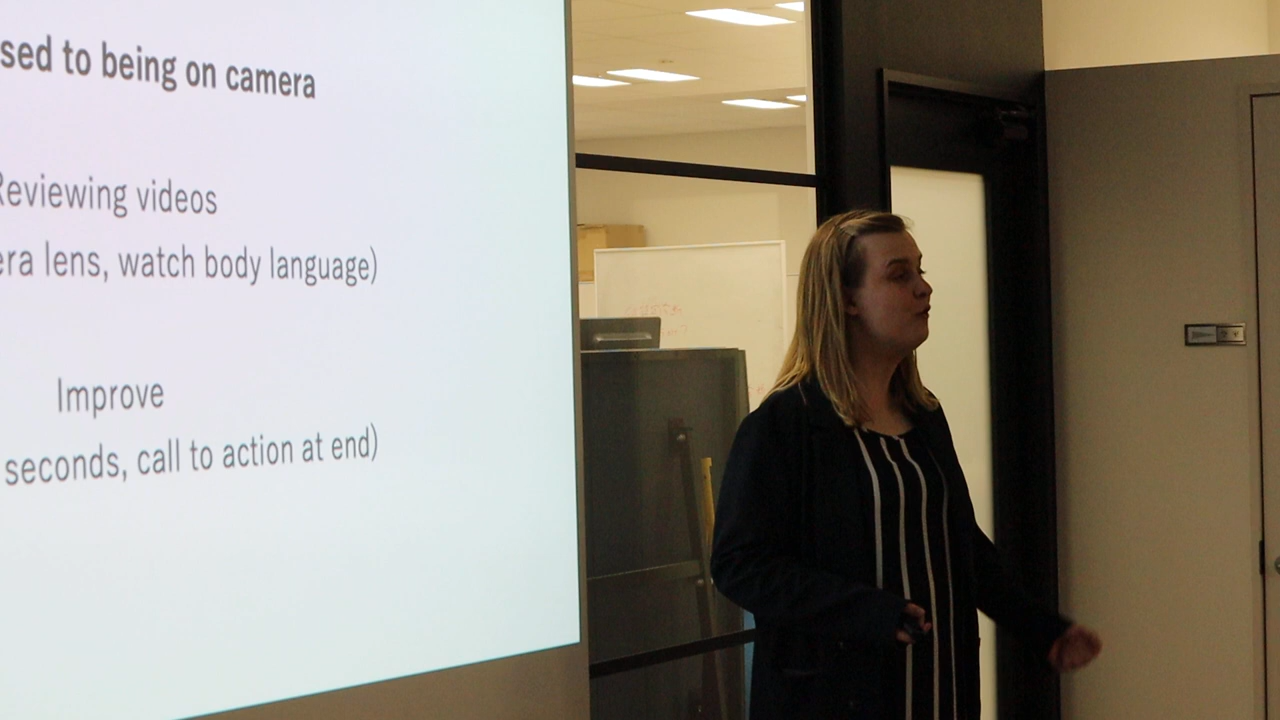 sed to being on camera
Reviewing videos
era lens, watch body language)
Improve
seconds, call to action at end)